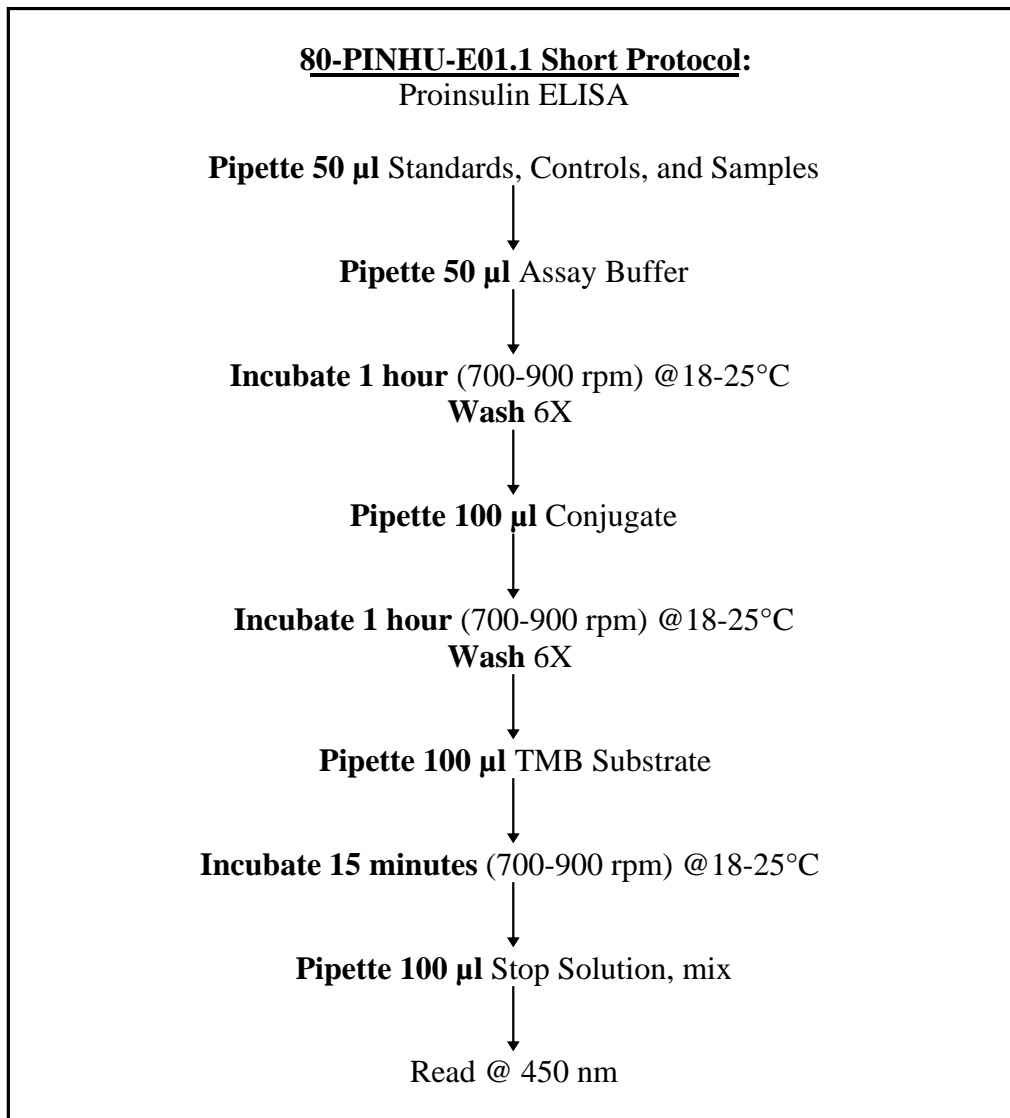 80-PINHU-E01.1 Short Protocol:
Proinsulin ELISA
Pipette 50 µl Standards, Controls, and Samples
Pipette 50 µl Assay Buffer
Incubate 1 hour (700-900 rpm) @18-25°C
Wash 6X
Pipette 100 µl Conjugate
Incubate 1 hour (700-900 rpm) @18-25°C
Wash 6X
Pipette 100 µl TMB Substrate
Incubate 15 minutes (700-900 rpm) @18-25°C
Pipette 100 µl Stop Solution, mix
Read @ 450 nm